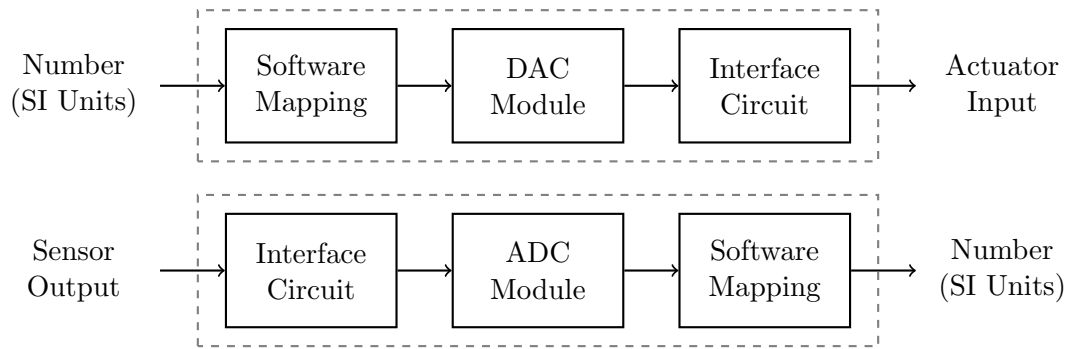 Number
(SI Units)
Software
Mapping
DAC
Module
Interface
Circuit
Actuator
Input
Sensor
Output
Interface
Circuit
ADC
Module
Software
Mapping
Number
(SI Units)